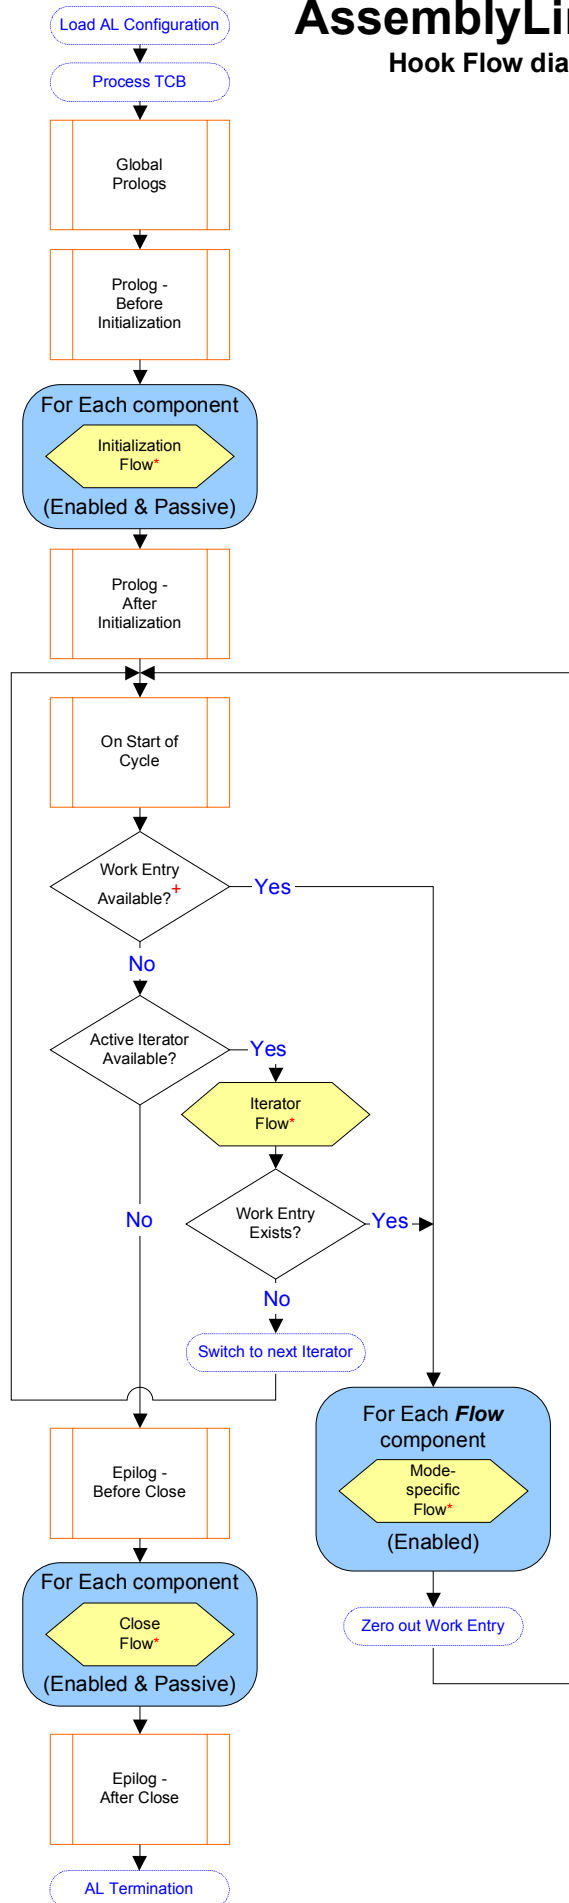 AssemblyLi
Hook Flow dia
Load AL Configuration
Process TCB
Global
Prologs
Prolog -
Before
Initialization
For Each component
Initialization
Flow*
(Enabled & Passive)
Prolog -
After
Initialization
On Start of
Cycle
Work Entry
Available?+
Yes
No
Active Iterator
Available?
Yes
Iterator
Flow*
No
Work Entry
Exists?
Yes
No
Switch to next Iterator
For Each Flow
component
Mode-
specific
Flow*
(Enabled)
Epilog -
Before Close
For Each component
Close
Flow*
(Enabled & Passive)
Zero out Work Entry
Epilog -
After Close
AL Termination